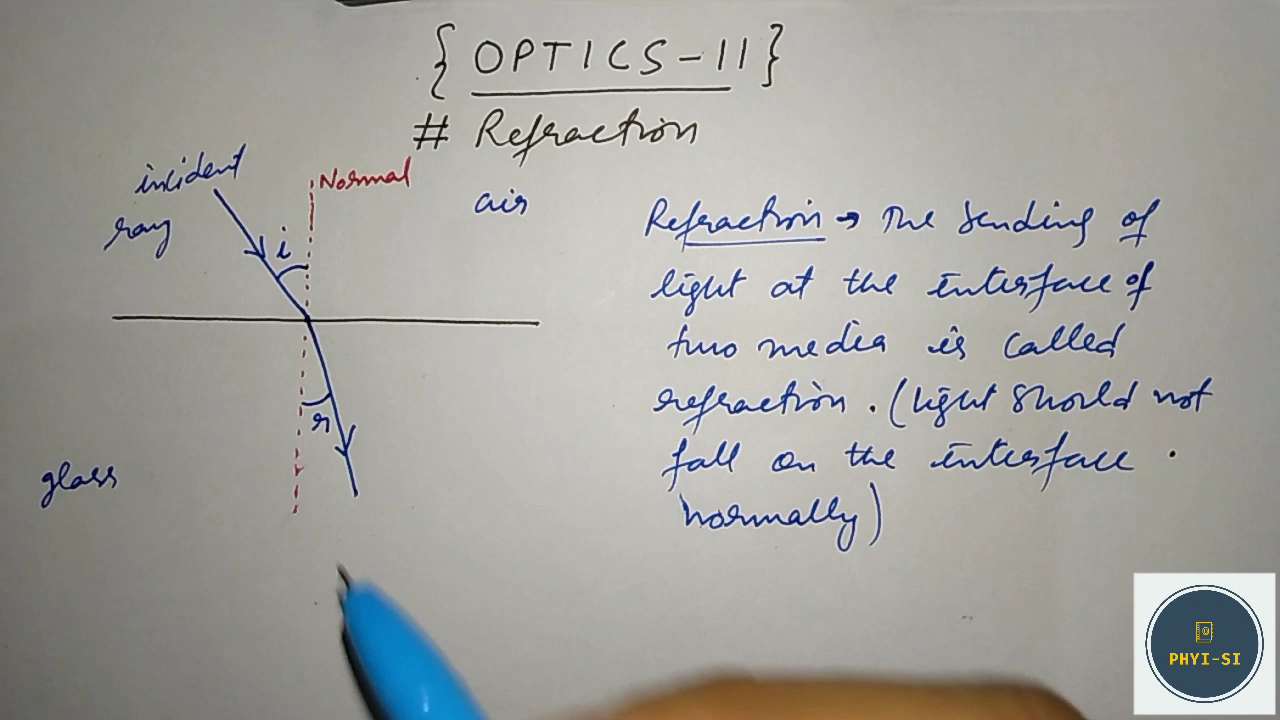 {OPTICS-II}
# Refraction
incident
ray
Normal
air
i
r
glass
Refraction → The bending of
light at the interface of
two media is called
refraction. (light should not
fall on the interface .
normally)
PHYI-SI